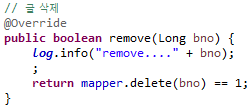 // 글 삭제
@Override
public boolean remove(Long bno) {
    log.info("remove...." + bno);
    ;
    return mapper.delete(bno) == 1;
}